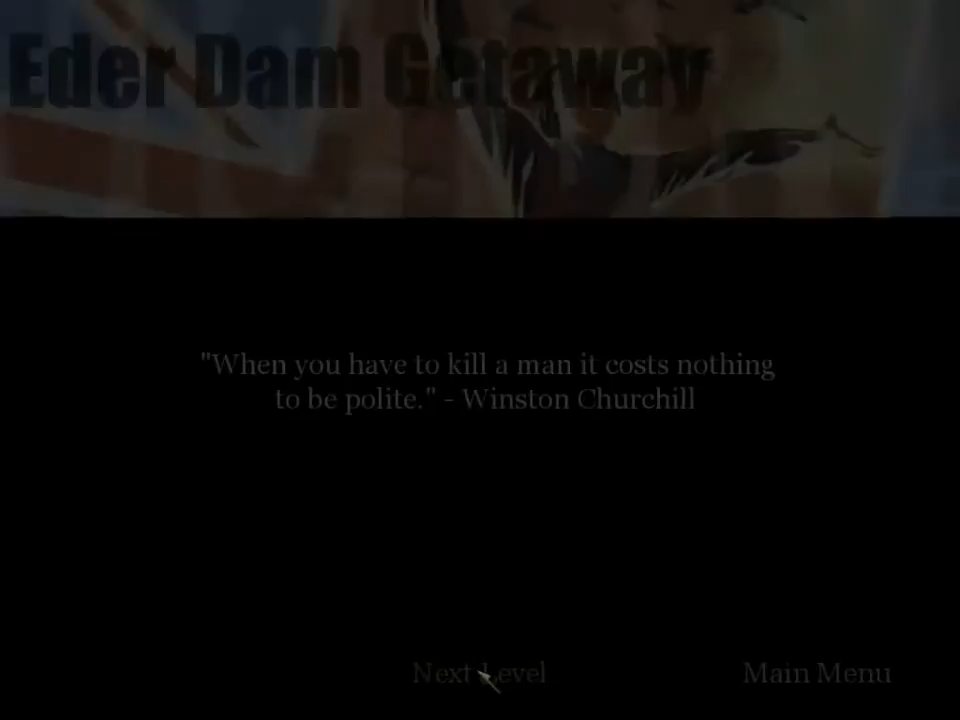 Eder Dam Getaway
"When you have to kill a man it costs nothing
to be polite." - Winston Churchill
Next Level
Main Menu